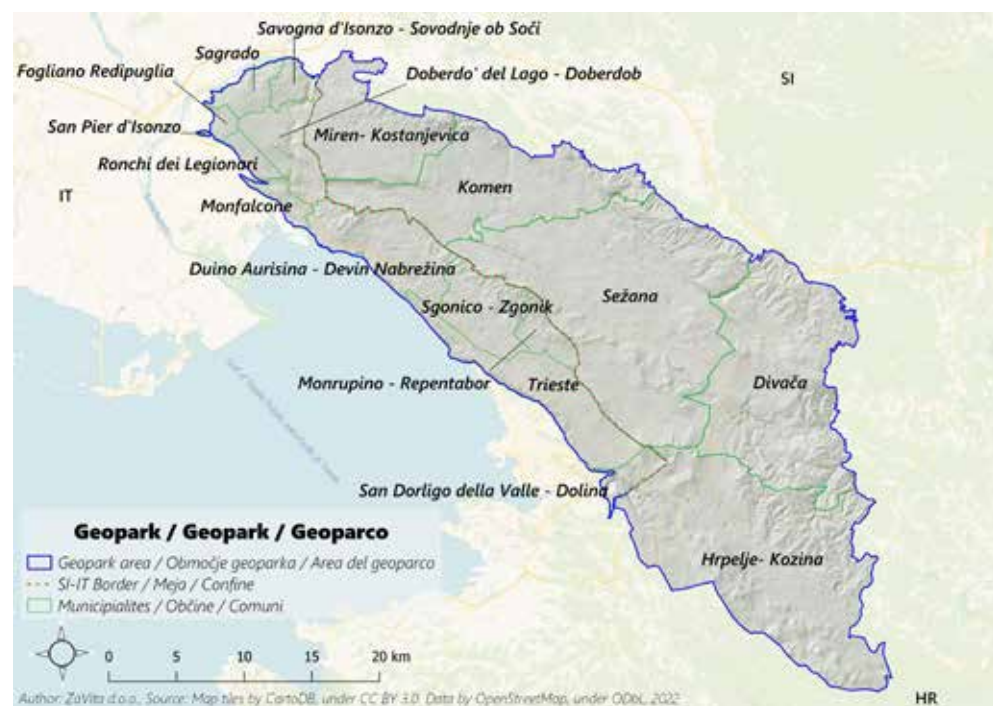 Savogna d'Isonzo - Sovodnje ob Soči
Sagrado
Fogliano Redipuglia
Doberdo' del Lago - Doberdob
SI
San Pier d'Isonzo
Miren- Kostanjevica
Ronchi dei Legionari
Komen
IT
Monfalcone
Duino Aurisina - Devin Nabrežina
Sežana
Sgonico - Zgonik
Monrupino - Repentabor
Trieste
Divača
San Dorligo della Valle - Dolina
Hrpelje- Kozina
Geopark / Geopark / Geoparco
Geopark area / Območje geoparka / Area del geoparco
SI-IT Border / Meja / Confine
Municipialites / Občine / Comuni
0 5 10 15 20 km
Author: ZaVita d.o.o., Source: Map tiles by CartoDB, under CC BY 3.0. Data by OpenStreetMap, under ODbL, 2022
HR